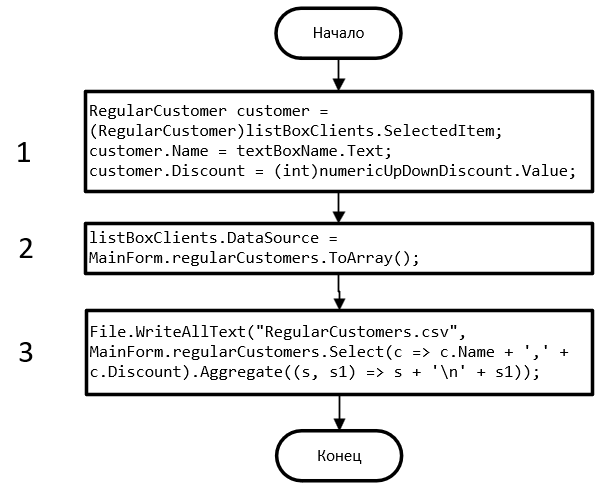 Начало
1
RegularCustomer customer =
(RegularCustomer)listBoxClients.SelectedItem;
customer.Name = textBoxName.Text;
customer.Discount = (int)numericUpDownDiscount.Value;
2
listBoxClients.DataSource =
MainForm.regularCustomers.ToArray();
3
File.WriteAllText("RegularCustomers.csv",
MainForm.regularCustomers.Select(c => c.Name + ',' +
c.Discount).Aggregate((s, s1) => s + '\n' + s1));
Конец